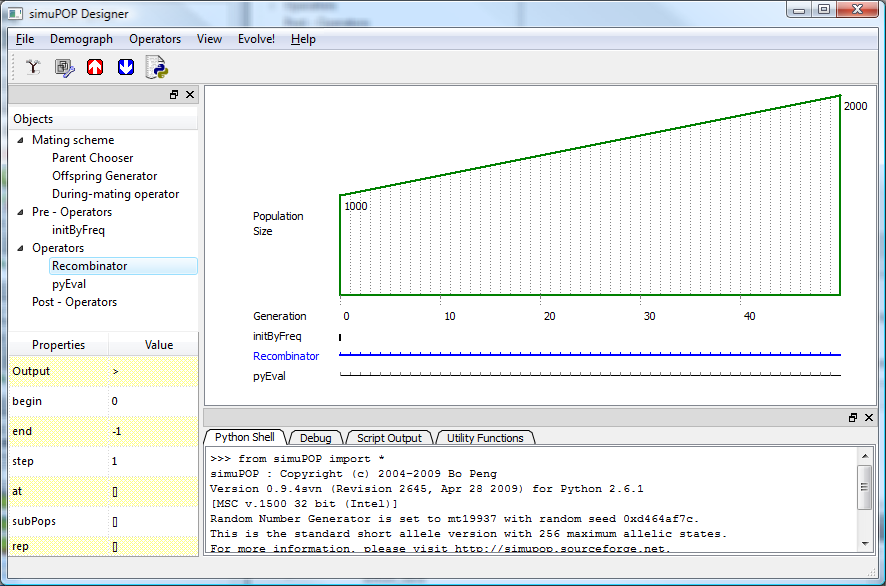 simuPOP Designer
File Demograph Operators View Evolve! Help
Objects
Mating scheme
Parent Chooser
Offspring Generator
During-mating operator
Pre - Operators
initByFreq
Operators
Recombinator
pyEval
Post - Operators
Properties Value
Output >
begin 0
end -1
step 1
at []
subPops []
rep []
2000
1000
Population
Size
Generation 0 10 20 30 40
initByFreq
Recombinator
pyEval
Python Shell Debug Script Output Utility Functions
>>> from simuPOP import *
simuPOP : Copyright (c) 2004-2009 Bo Peng
Version 0.9.4svn (Revision 2645, Apr 28 2009) for Python 2.6.1
[MSC v.1500 32 bit (Intel)]
Random Number Generator is set to mt19937 with random seed 0xd464af7c.
This is the standard short allele version with 256 maximum allelic states.
For more information, please visit http://simupop.sourceforge.net,